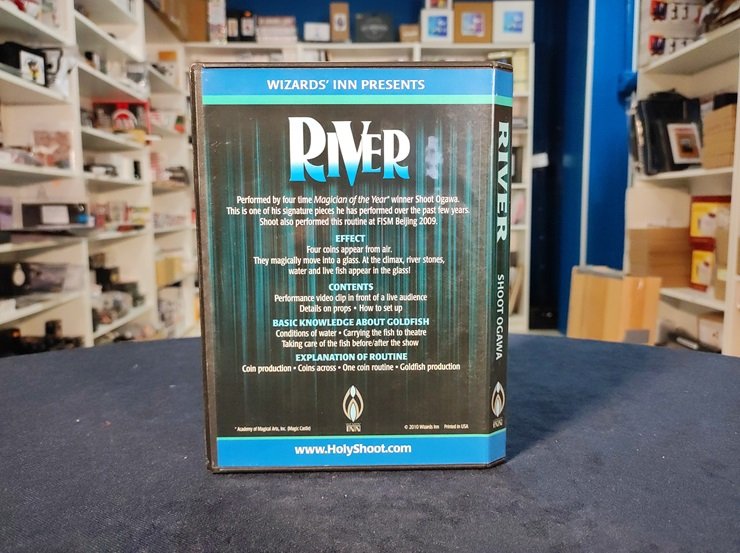 WIZARDS' INN PRESENTS
RIVER
Performed by four time Magician of the Year* winner Shoot Ogawa.
This is one of his signature pieces he has performed over the past few years.
Shoot also performed this routine at FISM Beijing 2009.
EFFECT
Four coins appear from air.
They magically move into a glass. At the climax, river stones,
water and live fish appear in the glass!
CONTENTS
Performance video clip in front of a live audience
Details on props • How to set up
BASIC KNOWLEDGE ABOUT GOLDFISH
Conditions of water • Carrying the fish to theatre
Taking care of the fish before/after the show
EXPLANATION OF ROUTINE
Coin production • Coins across • One coin routine • Goldfish production
* Academy of Magical Arts, Inc. (Magic Castle)
© 2010 Wizards Inn Printed in USA
www.HolyShoot.com
RIVER
SHOOT OGAWA